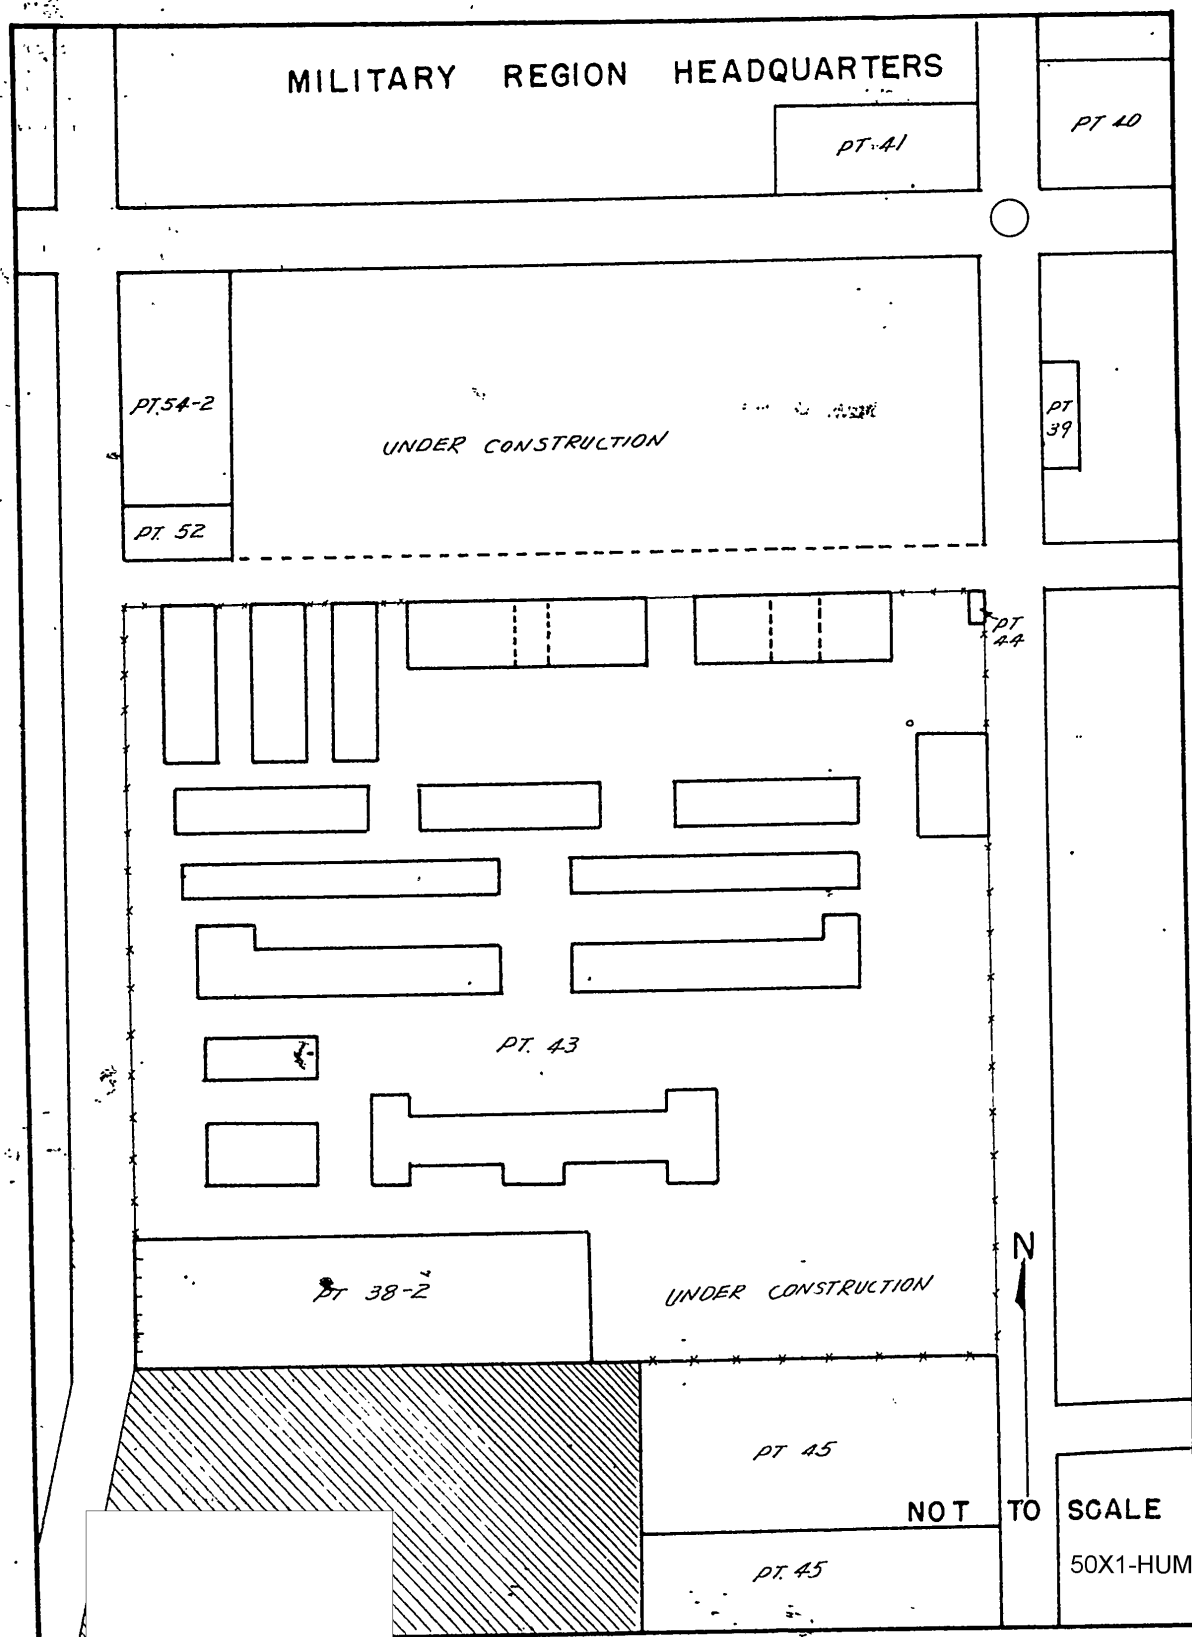 MILITARY REGION HEADQUARTERS
PT 40
PT. 41
PT. 54-2
UNDER CONSTRUCTION
PT
39
PT. 52
PT
44
PT. 43
N
PT 38-2
UNDER CONSTRUCTION
PT 45
NOT TO SCALE
PT. 45
50X1-HUM